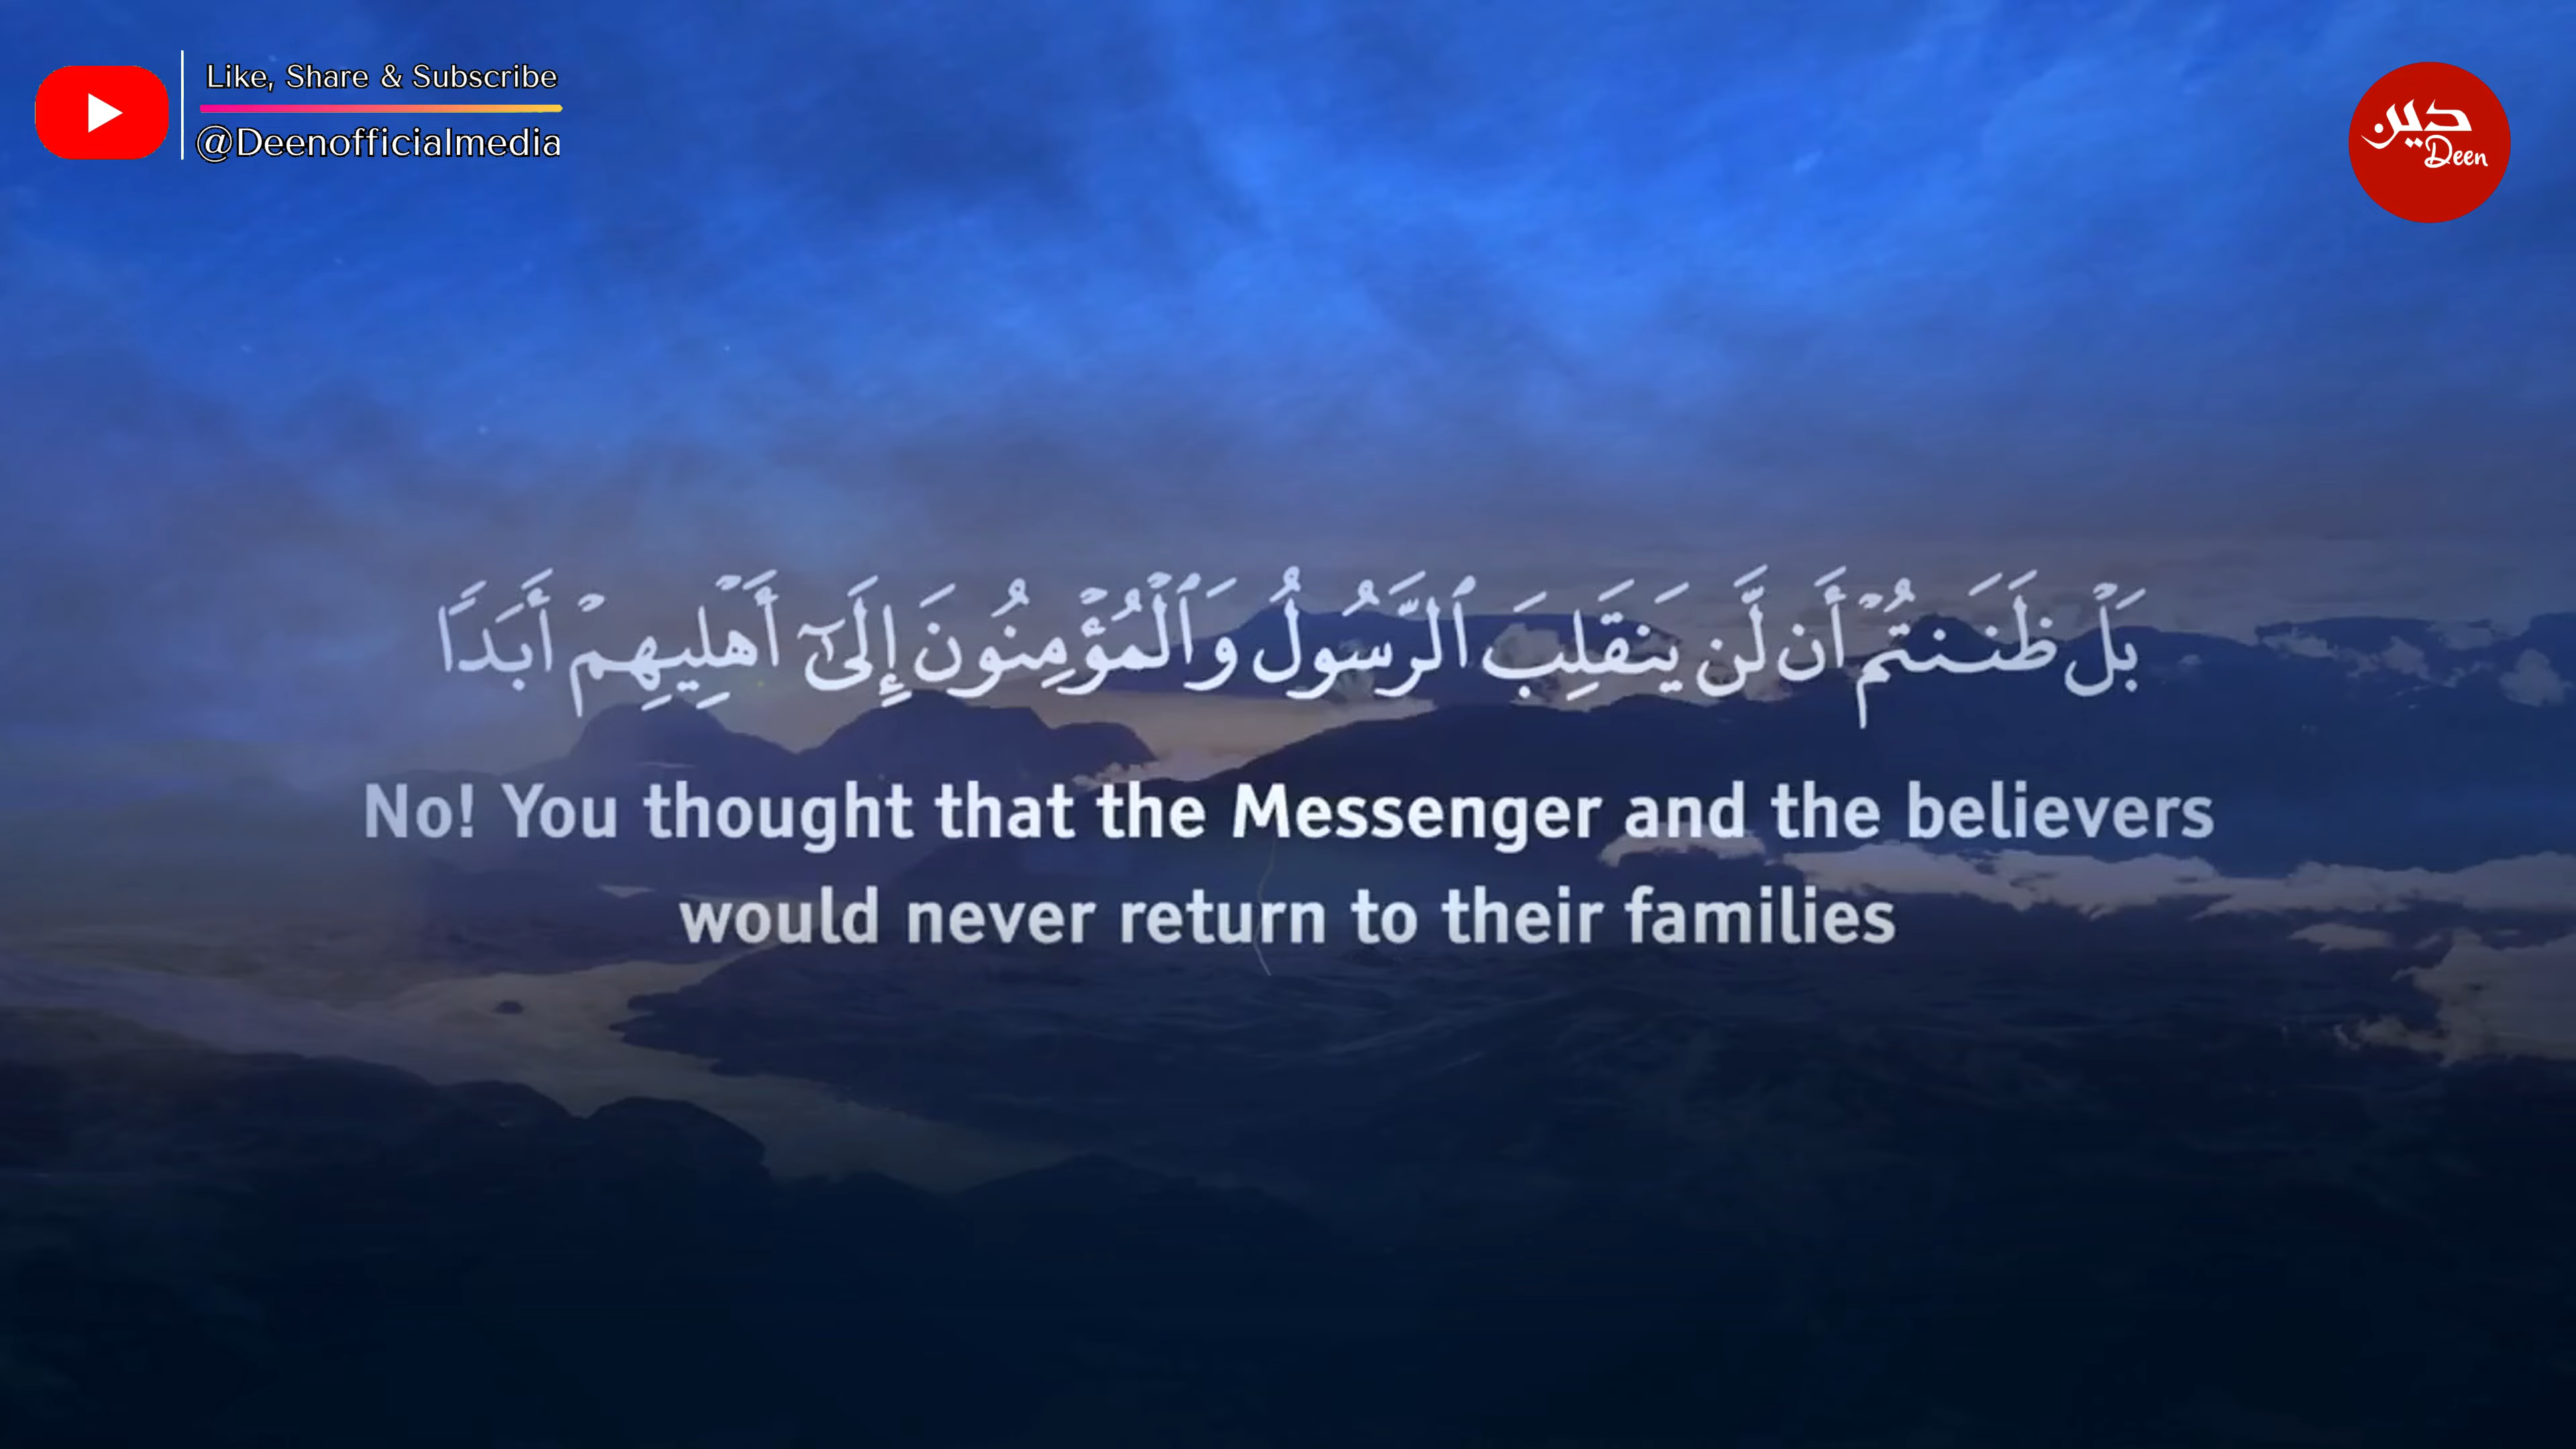 Like, Share & Subscribe
@Deenofficialmedia
دين
Deen
بَلۡ ظَنَنتُمۡ أَن لَّن يَنقَلِبَ ٱلرَّسُولُ وَٱلۡمُؤۡمِنُونَ إِلَىٰٓ أَهۡلِيهِمۡ أَبَدًا
No! You thought that the Messenger and the believers
would never return to their families